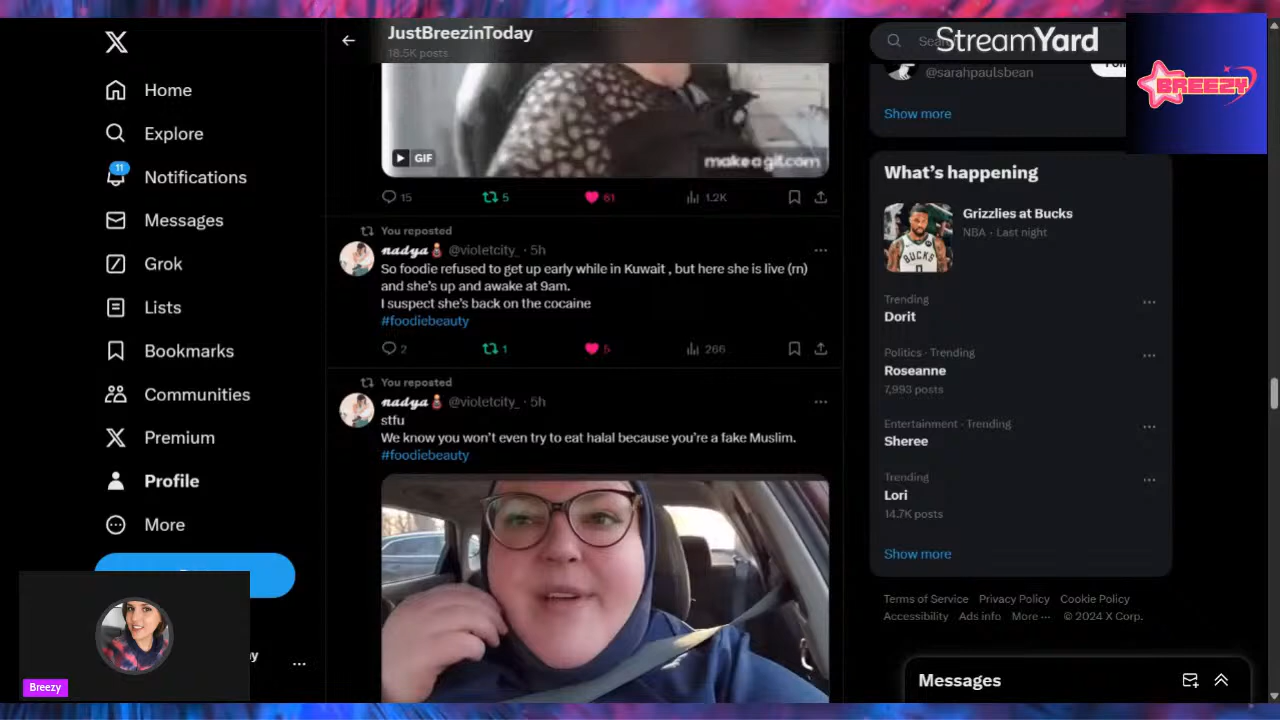 JustBreezinToday
18.5K posts
StreamYard
BREEZY
Home
Explore
11
Notifications
Messages
Grok
Lists
Bookmarks
Communities
Premium
Profile
More
Breezy
GIF
makeagif.com
15
5
61
1.2K
You reposted
nadya @violetcity_ · 5h
So foodie refused to get up early while in Kuwait , but here she is live (rn)
and she's up and awake at 9am.
I suspect she's back on the cocaine
#foodiebeauty
2
1
5
266
You reposted
nadya @violetcity_ · 5h
stfu
We know you won't even try to eat halal because you're a fake Muslim.
#foodiebeauty
@sarahpaulsbean
Show more
What's happening
Grizzlies at Bucks
NBA · Last night
Trending
Dorit
Politics · Trending
Roseanne
7,993 posts
Entertainment · Trending
Sheree
Trending
Lori
14.7K posts
Show more
Terms of Service Privacy Policy Cookie Policy
Accessibility Ads info More ··· © 2024 X Corp.
Messages